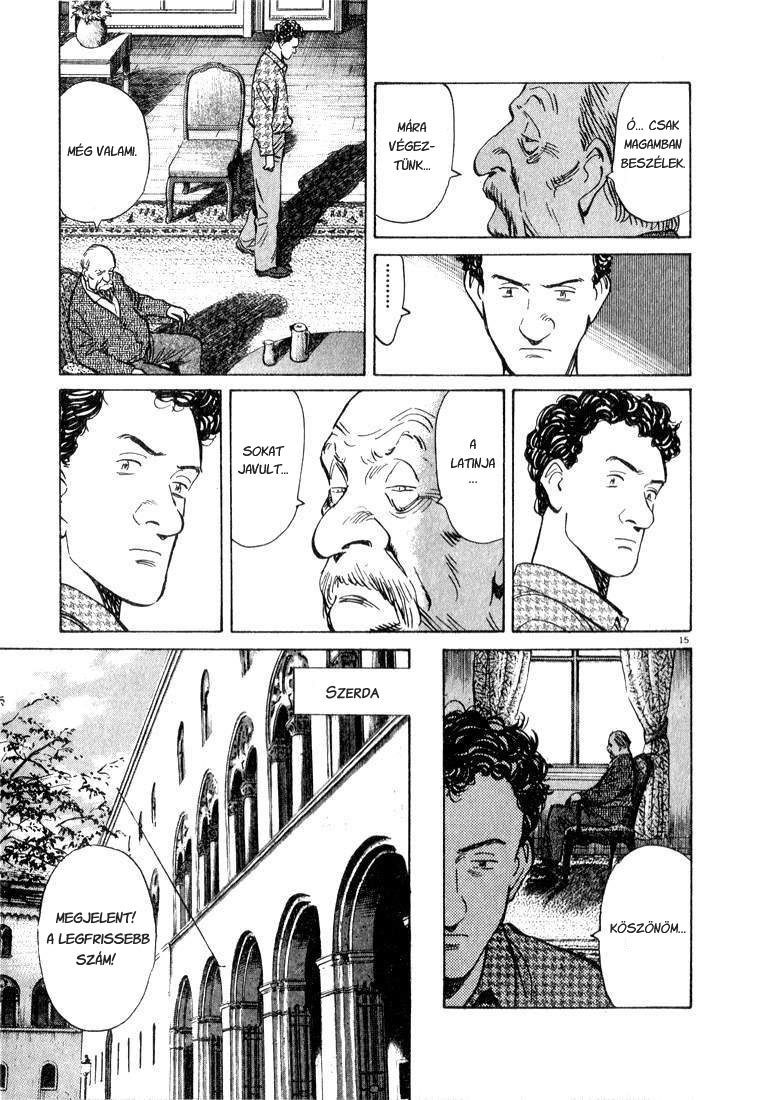 Ó... CSAK
MAGAMBAN
BESZÉLEK.
MÁRA
VÉGEZ-
TÜNK...
.........
MÉG VALAMI.
A
LATINJA
...
SOKAT
JAVULT...
15
KÖSZÖNÖM...
SZERDA
MEGJELENT!
A LEGFRISSEBB
SZÁM!